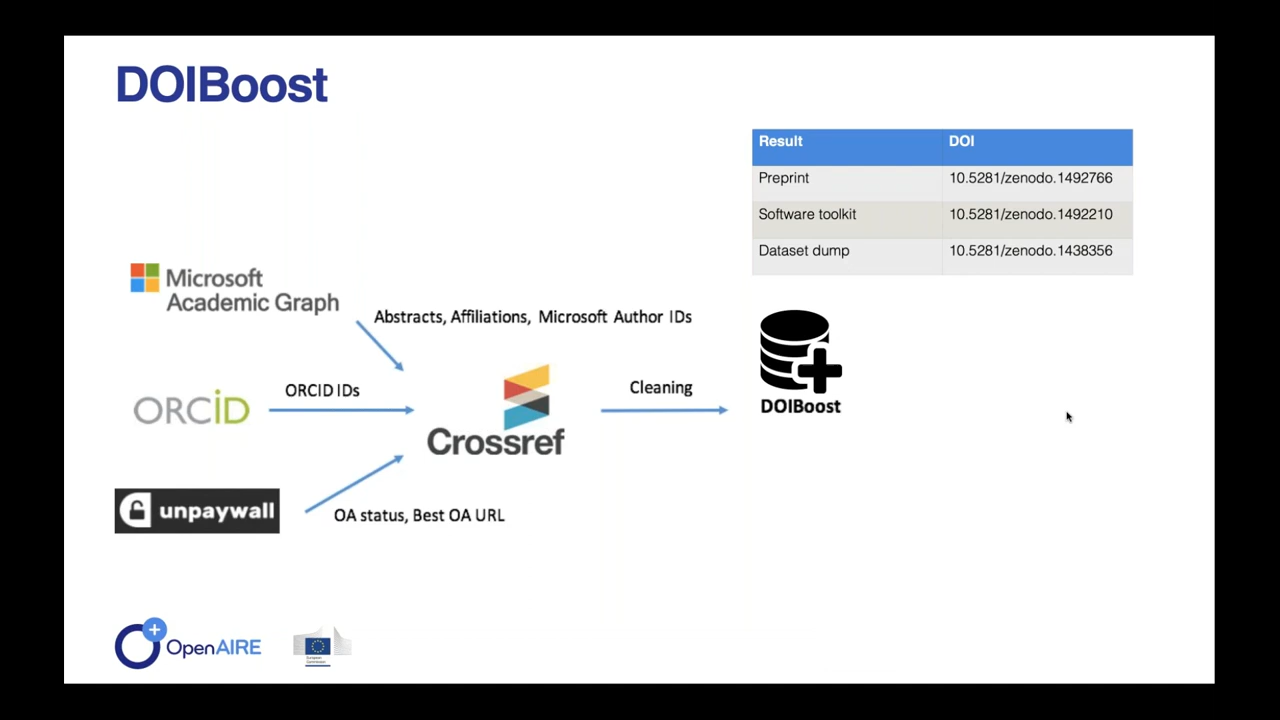 DOIBoost
Result DOI
Preprint 10.5281/zenodo.1492766
Software toolkit 10.5281/zenodo.1492210
Dataset dump 10.5281/zenodo.1438356
Microsoft
Academic Graph
Abstracts, Affiliations, Microsoft Author IDs
ORCID
ORCID IDs
Crossref
Cleaning
DOIBoost
unpaywall
OA status, Best OA URL
OpenAIRE
European
Commission